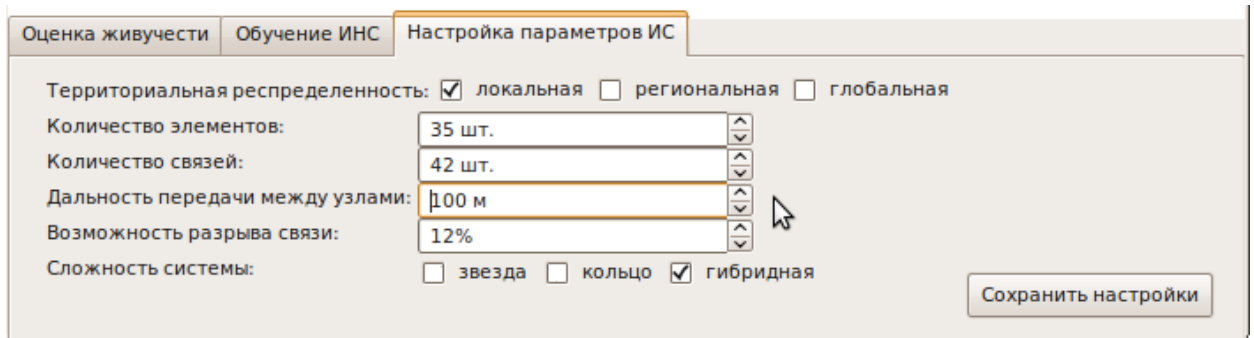 Оценка живучести Обучение ИНС Настройка параметров ИС
Территориальная респределенность: локальная региональная глобальная
Количество элементов: 35 шт.
Количество связей: 42 шт.
Дальность передачи между узлами: 100 м
Возможность разрыва связи: 12%
Сложность системы: звезда кольцо гибридная
Сохранить настройки